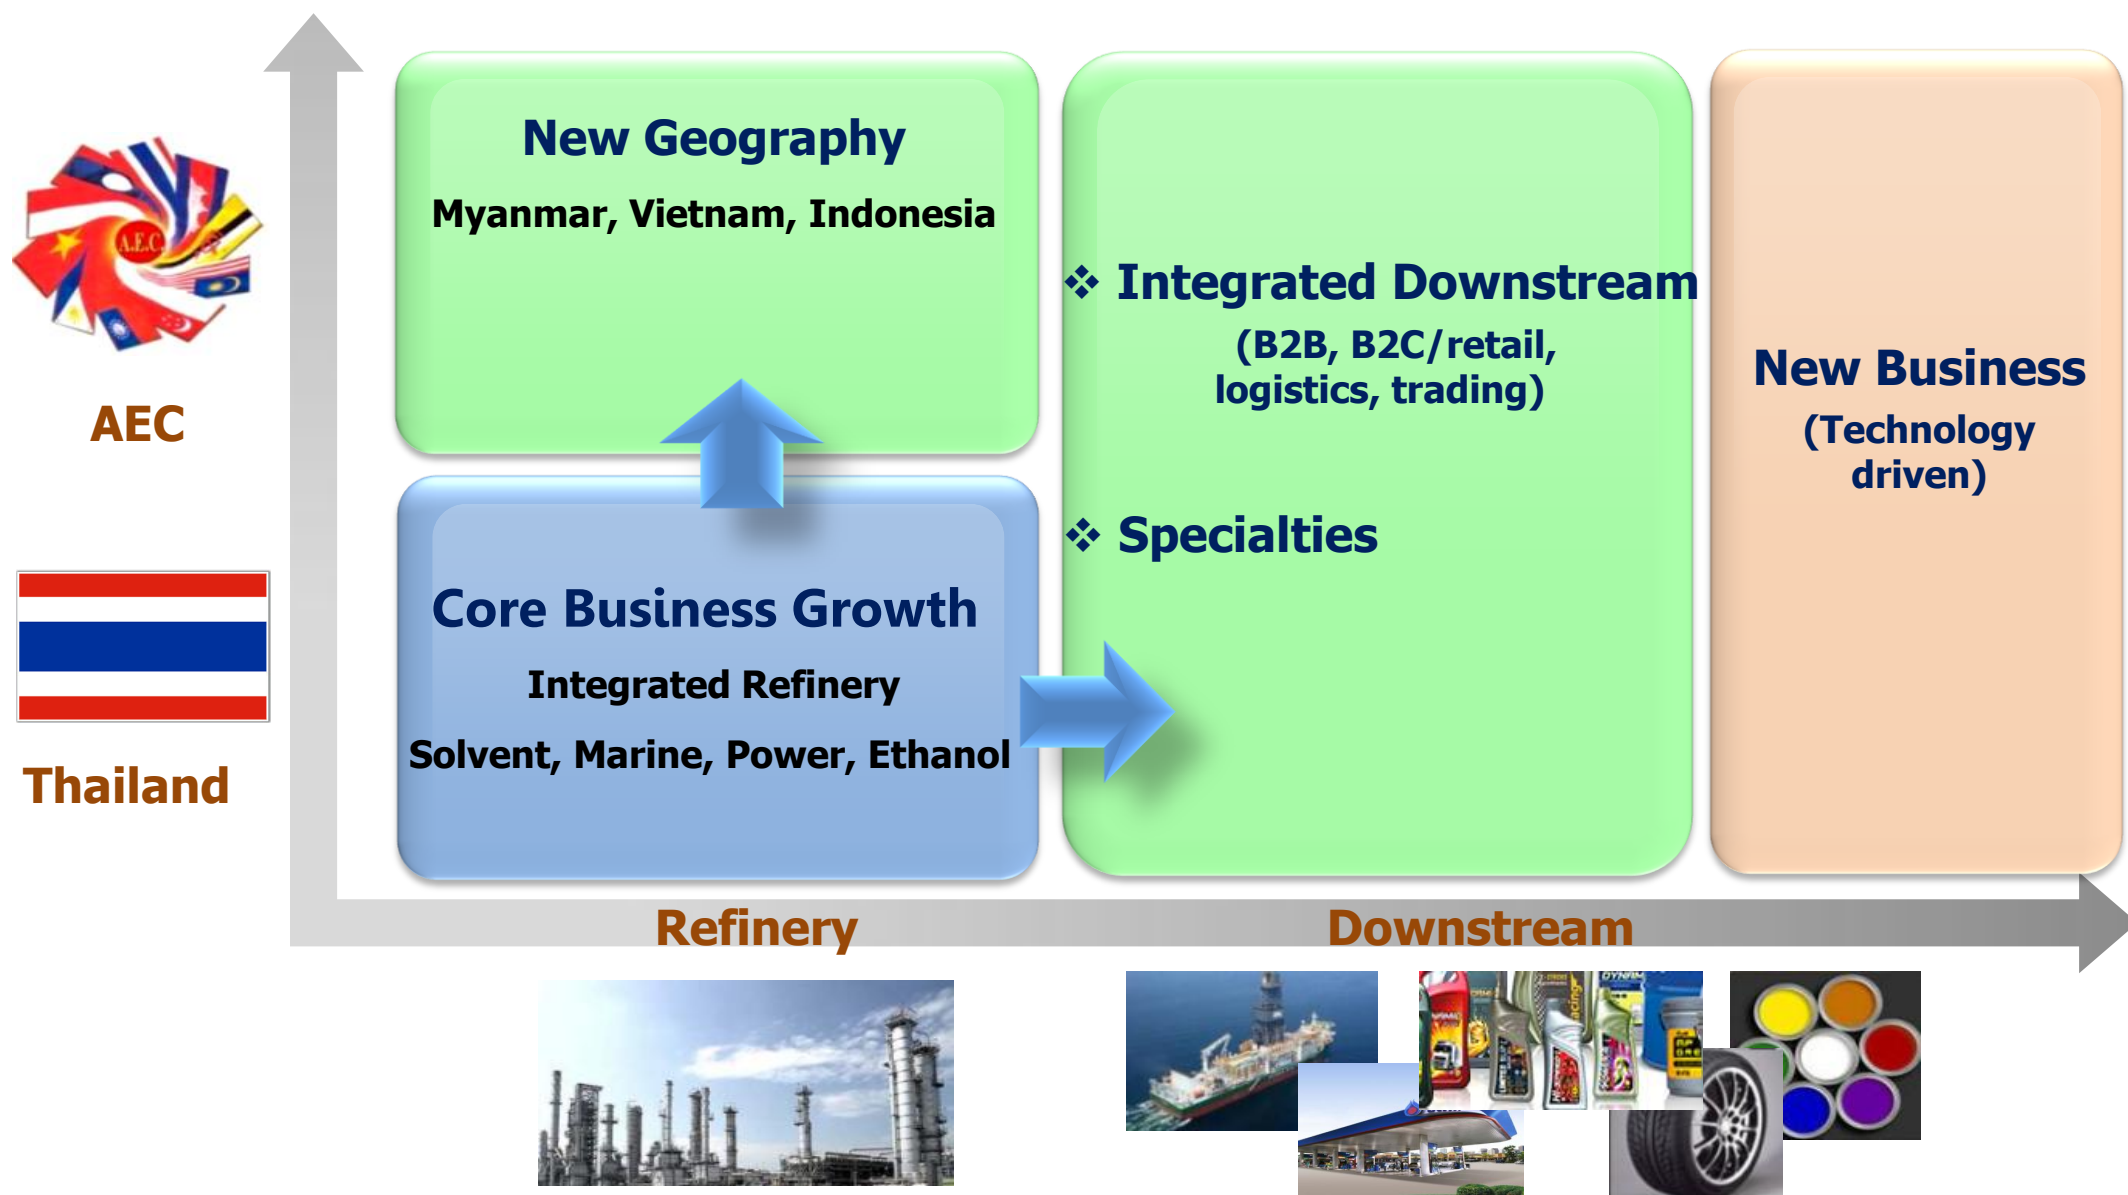 New Geography
Myanmar, Vietnam, Indonesia
A.E.C.
AEC
❖ Integrated Downstream
(B2B, B2C/retail,
logistics, trading)
❖ Specialties
New Business
(Technology
driven)
Core Business Growth
Integrated Refinery
Solvent, Marine, Power, Ethanol
Thailand
Refinery
Downstream